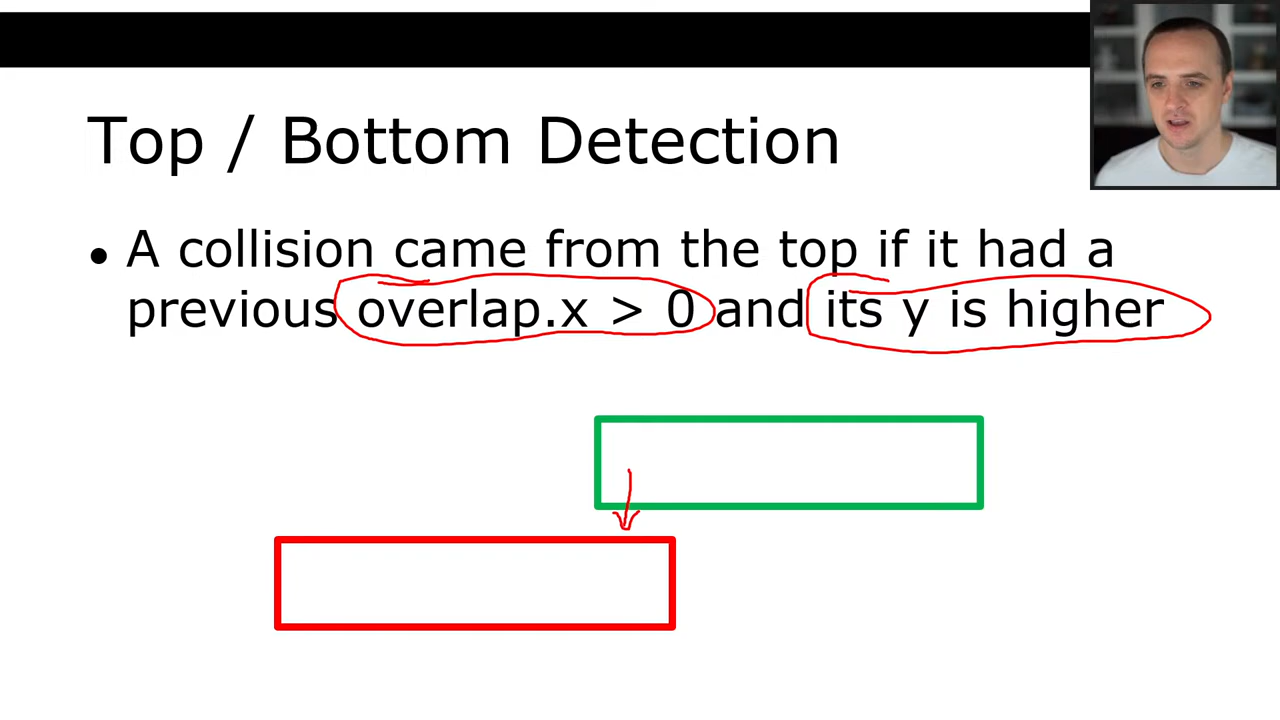 Top / Bottom Detection
• A collision came from the top if it had a
previous overlap.x > 0 and its y is higher